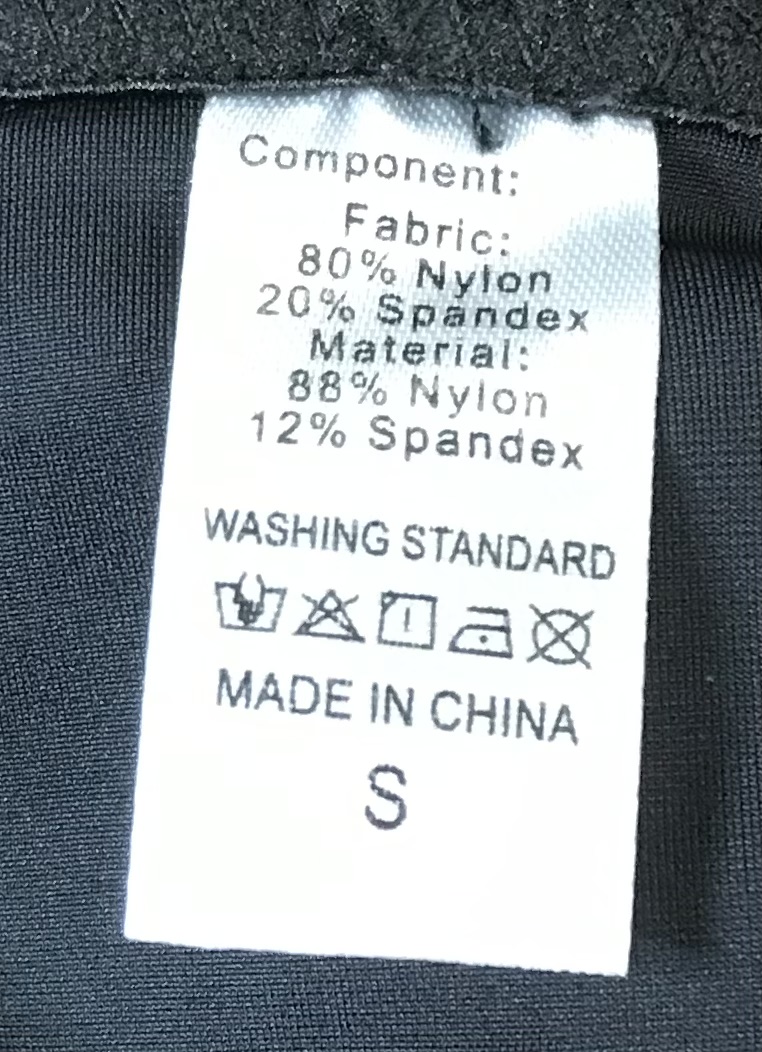 Component:
Fabric:
80% Nylon
20% Spandex
Material:
88% Nylon
12% Spandex
WASHING STANDARD
MADE IN CHINA
S